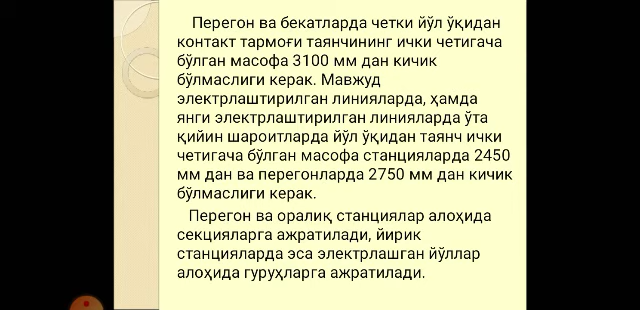 Перегон ва бекатларда четки йўл ўқидан
контакт тармоғи таянчининг ички четигача
бўлган масофа 3100 мм дан кичик
бўлмаслиги керак. Мавжуд
электрлаштирилган линияларда, ҳамда
янги электрлаштирилган линияларда ўта
қийин шароитларда йўл ўқидан таянч ички
четигача бўлган масофа станцияларда 2450
мм дан ва перегонларда 2750 мм дан кичик
бўлмаслиги керак.
Перегон ва оралиқ станциялар алоҳида
секцияларга ажратилади, йирик
станцияларда эса электрлашган йўллар
алоҳида гуруҳларга ажратилади.